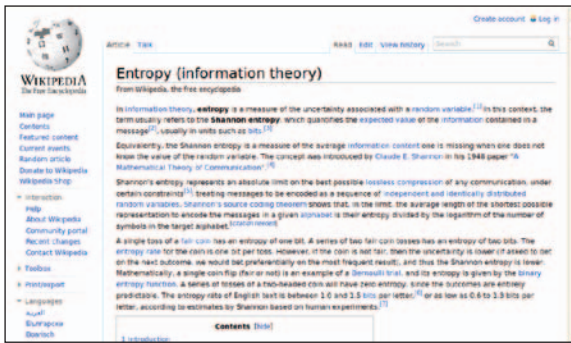 Create account Log in
Article Talk Read Edit View history Search
WIKIPEDIA
The Free Encyclopedia
Main page
Contents
Featured content
Current events
Random article
Donate to Wikipedia
Wikipedia Shop
Interaction
Help
About Wikipedia
Community portal
Recent changes
Contact Wikipedia
Toolbox
Print/export
Languages
العربية
Български
Boarisch
Entropy (information theory)
From Wikipedia, the free encyclopedia
In information theory, entropy is a measure of the uncertainty associated with a random variable.[1] In this context, the
term usually refers to the Shannon entropy, which quantifies the expected value of the information contained in a
message[2], usually in units such as bits.[3]
Equivalently, the Shannon entropy is a measure of the average information content one is missing when one does not
know the value of the random variable. The concept was introduced by Claude E. Shannon in his 1948 paper "A
Mathematical Theory of Communication".[4]
Shannon's entropy represents an absolute limit on the best possible lossless compression of any communication, under
certain constraints[5]: treating messages to be encoded as a sequence of independent and identically distributed
random variables, Shannon's source coding theorem shows that, in the limit, the average length of the shortest possible
representation to encode the messages in a given alphabet is their entropy divided by the logarithm of the number of
symbols in the target alphabet.[citation needed]
A single toss of a fair coin has an entropy of one bit. A series of two fair coin tosses has an entropy of two bits. The
entropy rate for the coin is one bit per toss. However, if the coin is not fair, then the uncertainty is lower (if asked to bet
on the next outcome, we would bet preferentially on the most frequent result), and thus the Shannon entropy is lower.
Mathematically, a single coin flip (fair or not) is an example of a Bernoulli trial, and its entropy is given by the binary
entropy function. A series of tosses of a two-headed coin will have zero entropy, since the outcomes are entirely
predictable. The entropy rate of English text is between 1.0 and 1.5 bits per letter,[6] or as low as 0.6 to 1.3 bits per
letter, according to estimates by Shannon based on human experiments.[7]
Contents [hide]
1 Introduction